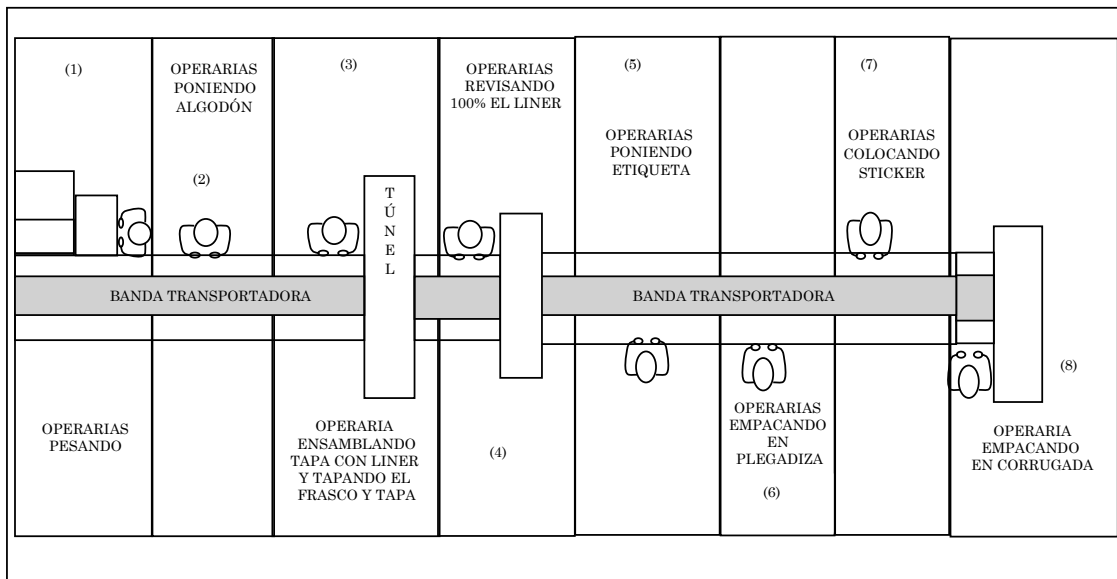 (1)
OPERARIAS
PESANDO
OPERARIAS
PONIENDO
ALGODÓN
(2)
(3)
T
Ú
N
E
L
OPERARIA
ENSAMBLANDO
TAPA CON LINER
Y TAPANDO EL
FRASCO Y TAPA
OPERARIAS
REVISANDO
100% EL LINER
(4)
(5)
OPERARIAS
PONIENDO
ETIQUETA
OPERARIAS
EMPACANDO
EN
PLEGADIZA
(6)
(7)
OPERARIAS
COLOCANDO
STICKER
(8)
OPERARIA
EMPACANDO
EN CORRUGADA
BANDA TRANSPORTADORA
BANDA TRANSPORTADORA